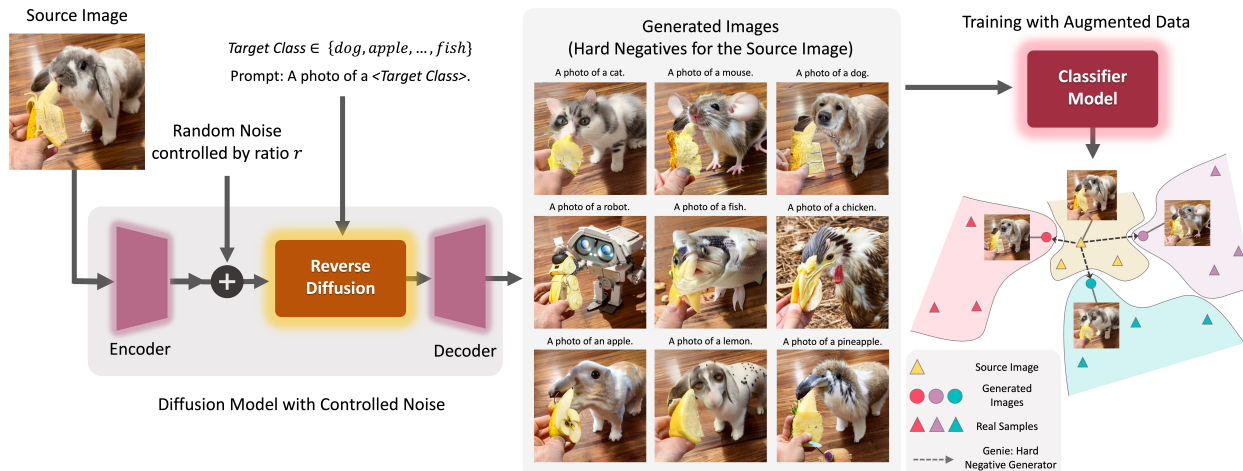 Source Image
Target Class ∈ {dog, apple, ..., fish}
Prompt: A photo of a <Target Class>.
Random Noise
controlled by ratio r
+
Reverse
Diffusion
Encoder
Decoder
Diffusion Model with Controlled Noise
Generated Images
(Hard Negatives for the Source Image)
A photo of a cat.
A photo of a mouse.
A photo of a dog.
A photo of a robot.
A photo of a fish.
A photo of a chicken.
A photo of an apple.
A photo of a lemon.
A photo of a pineapple.
Training with Augmented Data
Classifier
Model
Source Image
Generated
Images
Real Samples
Genie: Hard
Negative Generator